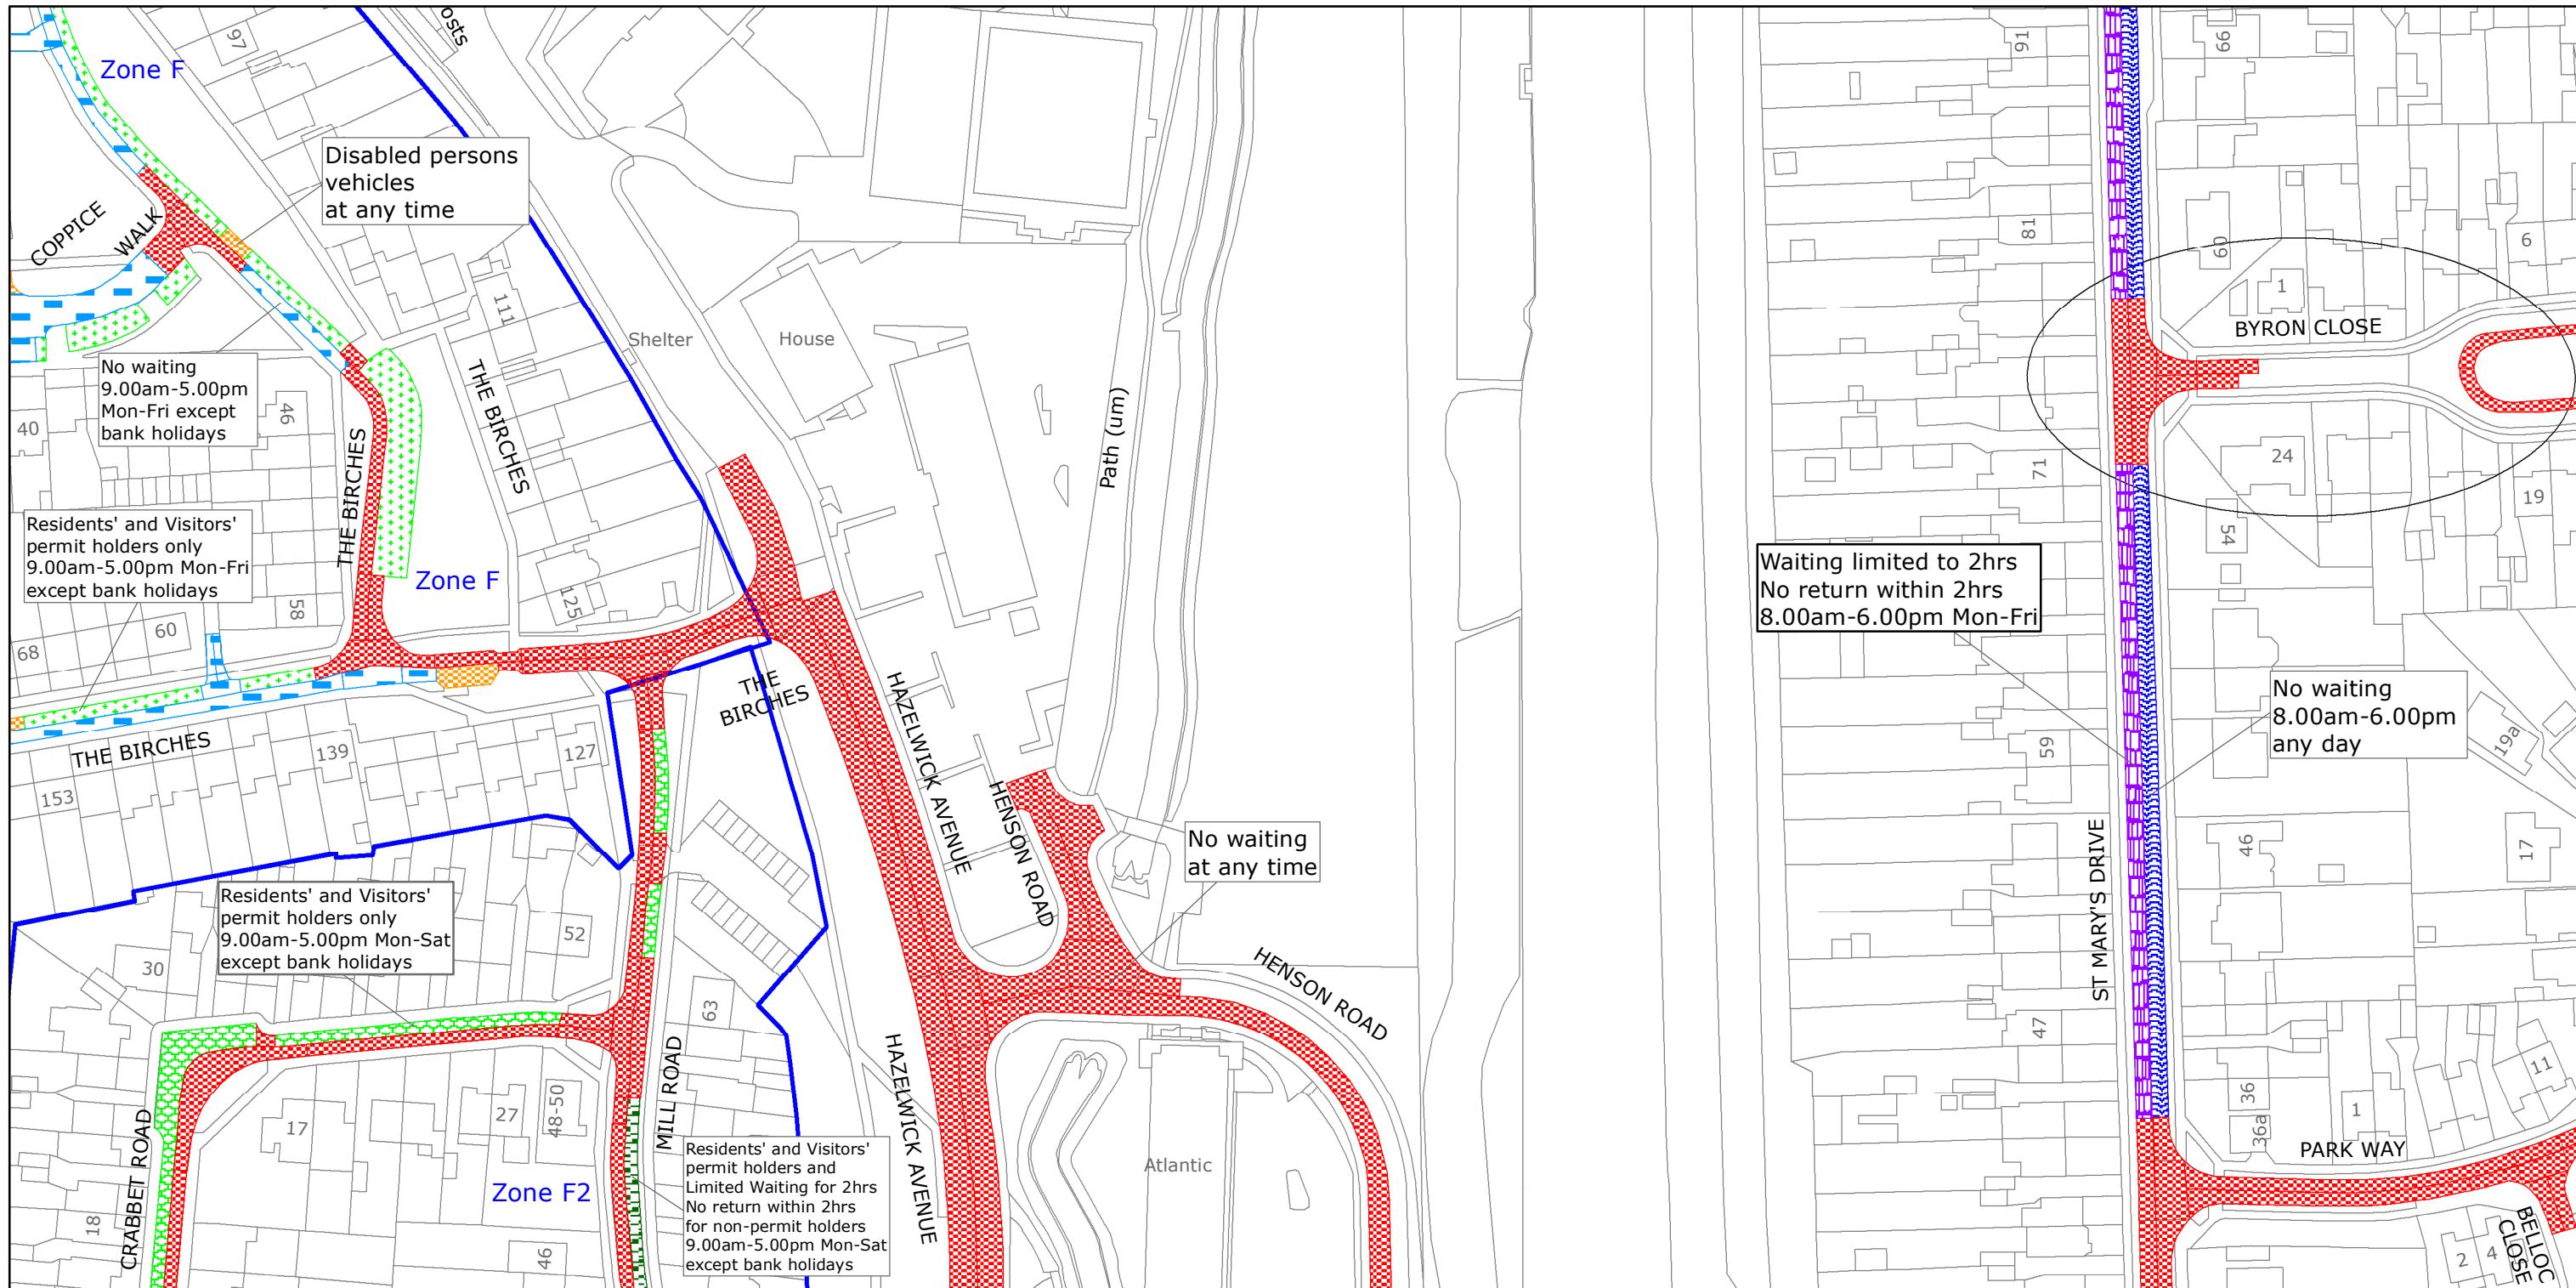 97
Zone F
osts
91
66
Disabled persons
vehicles
at any time
COPPICE
WALK
81
60
6
111
1
Shelter
House
BYRON CLOSE
No waiting
9.00am-5.00pm
Mon-Fri except
bank holidays
46
40
THE BIRCHES
THE BIRCHES
Path (um)
71
24
19
54
Residents' and Visitors'
permit holders only
9.00am-5.00pm Mon-Fri
except bank holidays
Zone F
58
125
60
68
Waiting limited to 2hrs
No return within 2hrs
8.00am-6.00pm Mon-Fri
THE
BIRCHES
HAZELWICK AVENUE
No waiting
8.00am-6.00pm
any day
THE BIRCHES
139
127
153
59
19a
HENSON ROAD
No waiting
at any time
46
17
ST MARY'S DRIVE
Residents' and Visitors'
permit holders only
9.00am-5.00pm Mon-Sat
except bank holidays
52
30
HENSON ROAD
63
47
11
HAZELWICK AVENUE
MILL ROAD
CRABBET ROAD
17
27
48-50
36
36a
1
PARK WAY
Residents' and Visitors'
permit holders and
Limited Waiting for 2hrs
No return within 2hrs
for non-permit holders
9.00am-5.00pm Mon-Sat
except bank holidays
Atlantic
Zone F2
18
46
2
4
BELLOC
CLOSE